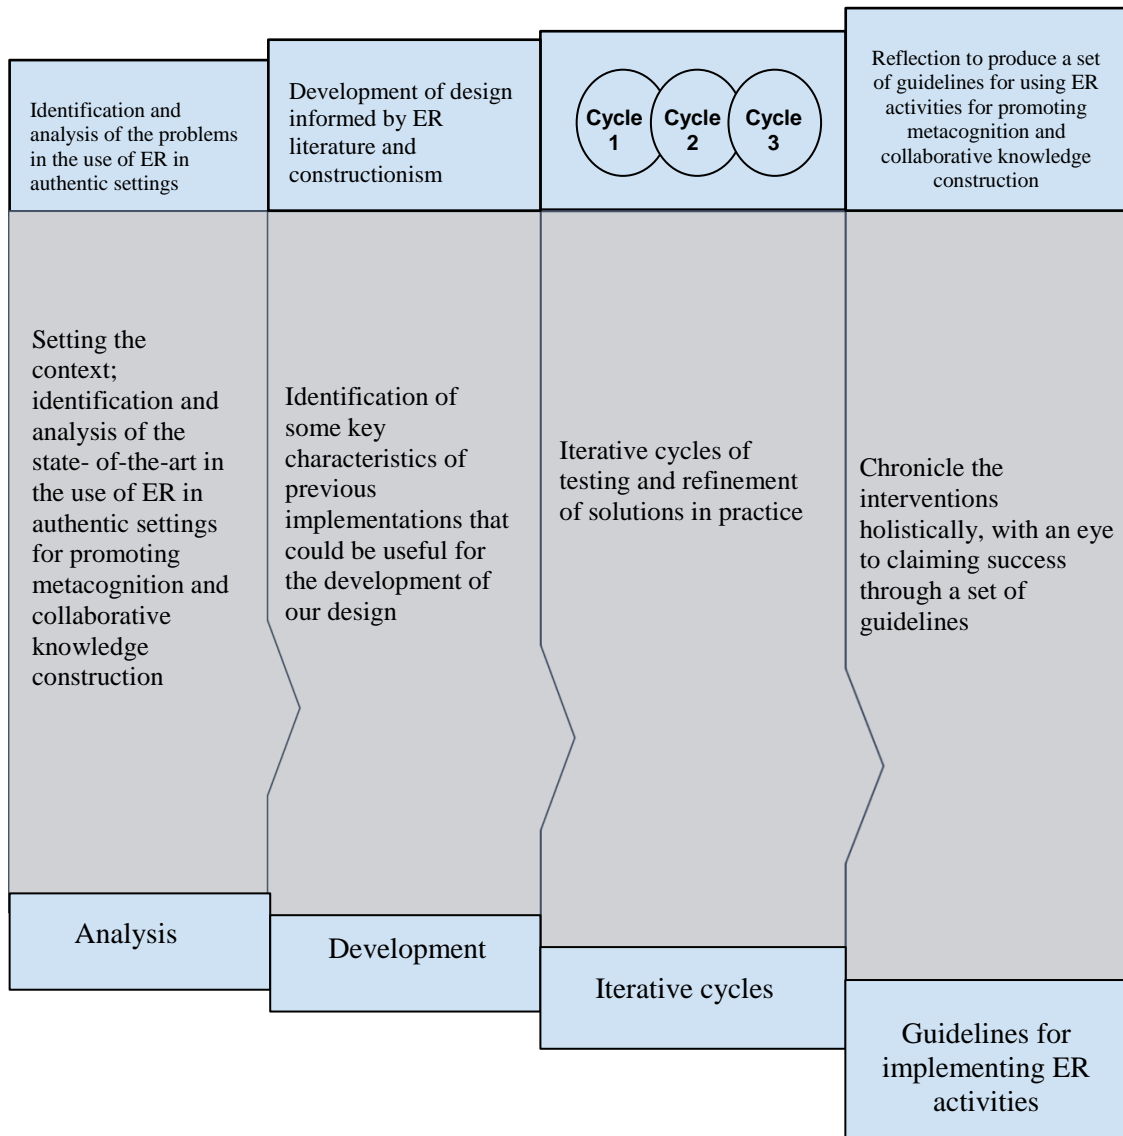 Identification and
analysis of the problems
in the use of ER in
authentic settings
Development of design
informed by ER
literature and
constructionism
Cycle
1
Cycle
2
Cycle
3
Reflection to produce a set
of guidelines for using ER
activities for promoting
metacognition and
collaborative knowledge
construction
Setting the
context;
identification and
analysis of the
state- of-the-art in
the use of ER in
authentic settings
for promoting
metacognition and
collaborative
knowledge
construction
Identification of
some key
characteristics of
previous
implementations that
could be useful for
the development of
our design
Iterative cycles of
testing and refinement
of solutions in practice
Chronicle the
interventions
holistically, with an eye
to claiming success
through a set of
guidelines
Analysis
Development
Iterative cycles
Guidelines for
implementing ER
activities